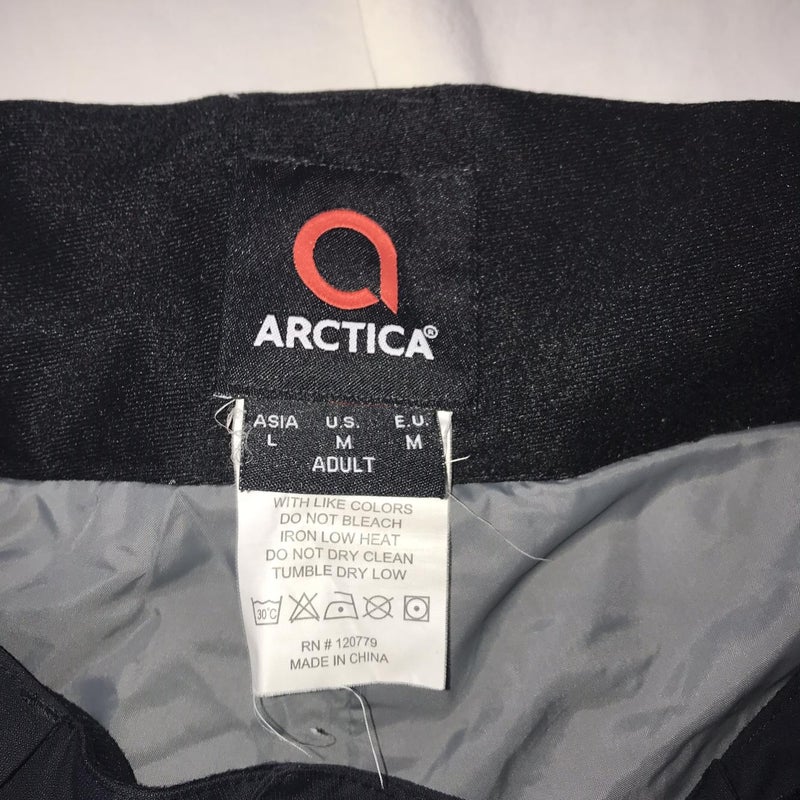 ARCTICA®
ASIA U.S. E.U.
L M M
ADULT
WITH LIKE COLORS
DO NOT BLEACH
IRON LOW HEAT
DO NOT DRY CLEAN
TUMBLE DRY LOW
30°C
RN # 120779
MADE IN CHINA